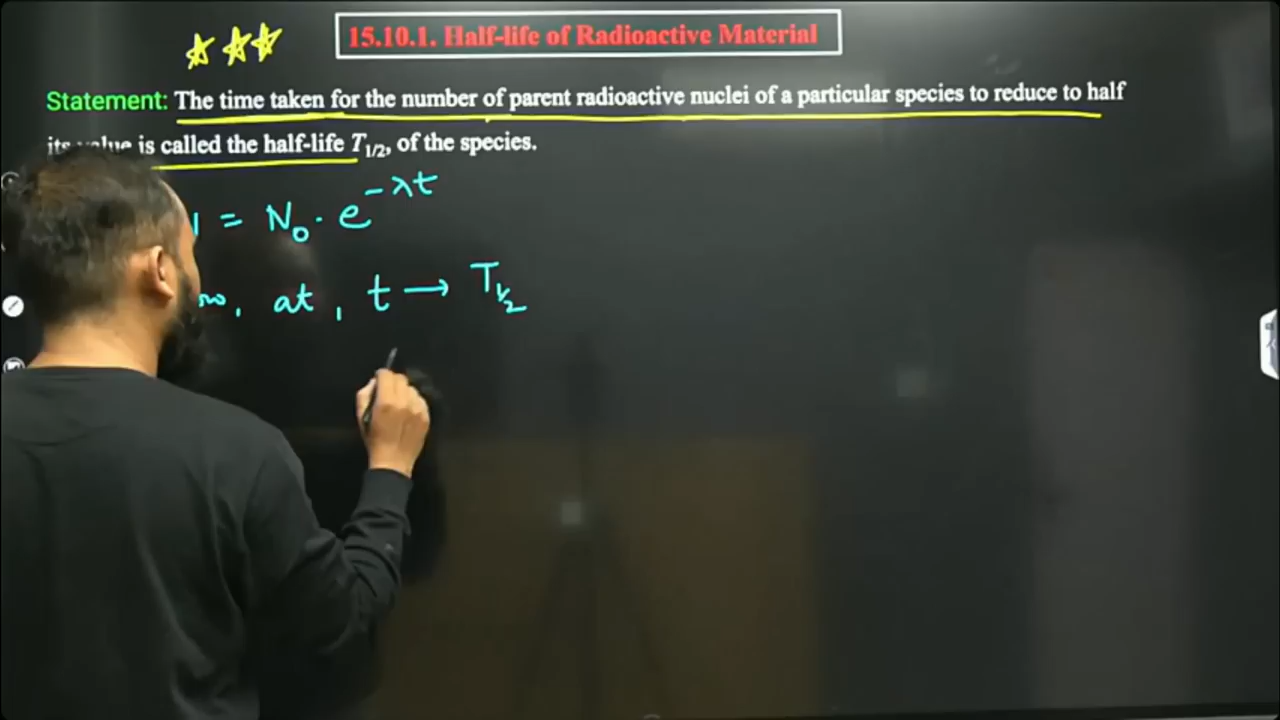 15.10.1. Half-life of Radioactive Material
Statement: The time taken for the number of parent radioactive nuclei of a particular species to reduce to half
its value is called the half-life T1/2, of the species.
= N₀ · e^-λt
, at, t → T1/2